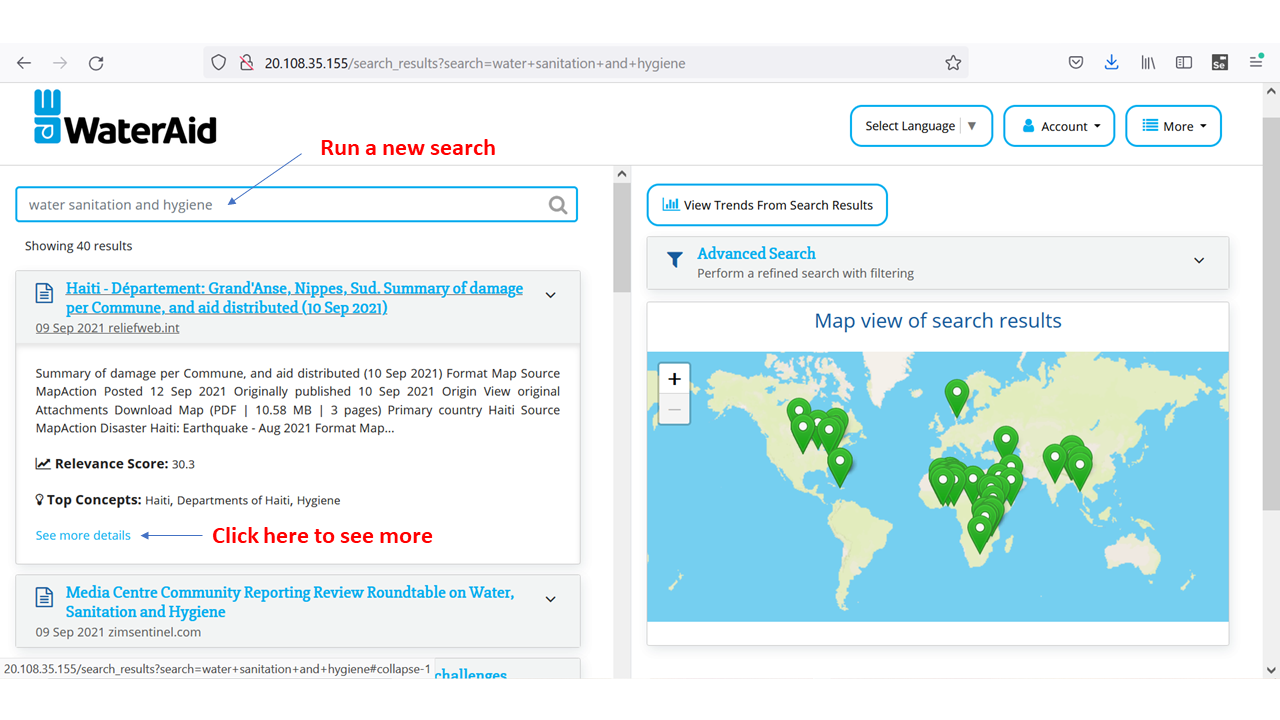 20.108.35.155/search_results?search=water+sanitation+and+hygiene
Se
WaterAid
Select Language ▼
Account
More
Run a new search
water sanitation and hygiene
View Trends From Search Results
Showing 40 results
Advanced Search
Perform a refined search with filtering
Haiti - Département: Grand'Anse, Nippes, Sud. Summary of damage
per Commune, and aid distributed (10 Sep 2021)
09 Sep 2021 reliefweb.int
Map view of search results
+
−
Summary of damage per Commune, and aid distributed (10 Sep 2021) Format Map Source
MapAction Posted 12 Sep 2021 Originally published 10 Sep 2021 Origin View original
Attachments Download Map (PDF | 10.58 MB | 3 pages) Primary country Haiti Source
MapAction Disaster Haiti: Earthquake - Aug 2021 Format Map...
Relevance Score: 30.3
Top Concepts: Haiti, Departments of Haiti, Hygiene
See more details
Click here to see more
Media Centre Community Reporting Review Roundtable on Water,
Sanitation and Hygiene
09 Sep 2021 zimsentinel.com
20.108.35.155/search_results?search=water+sanitation+and+hygiene#collapse-1
challenges